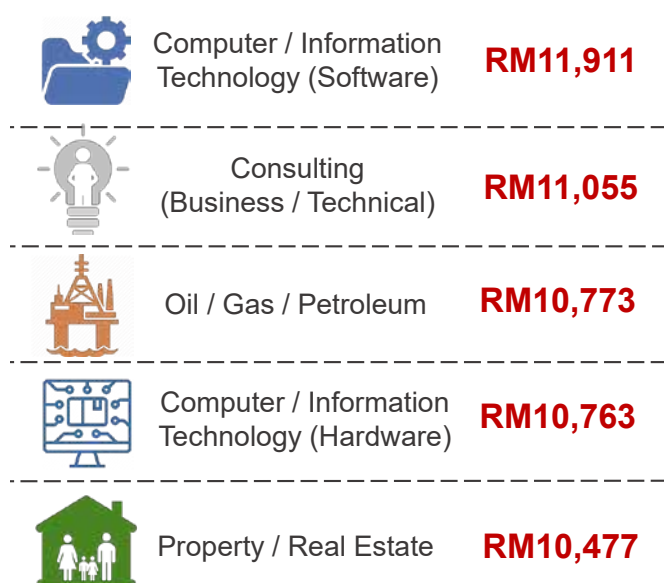 Computer / Information
Technology (Software)
RM11,911
Consulting
(Business / Technical)
RM11,055
Oil / Gas / Petroleum
RM10,773
Computer / Information
Technology (Hardware)
RM10,763
Property / Real Estate
RM10,477